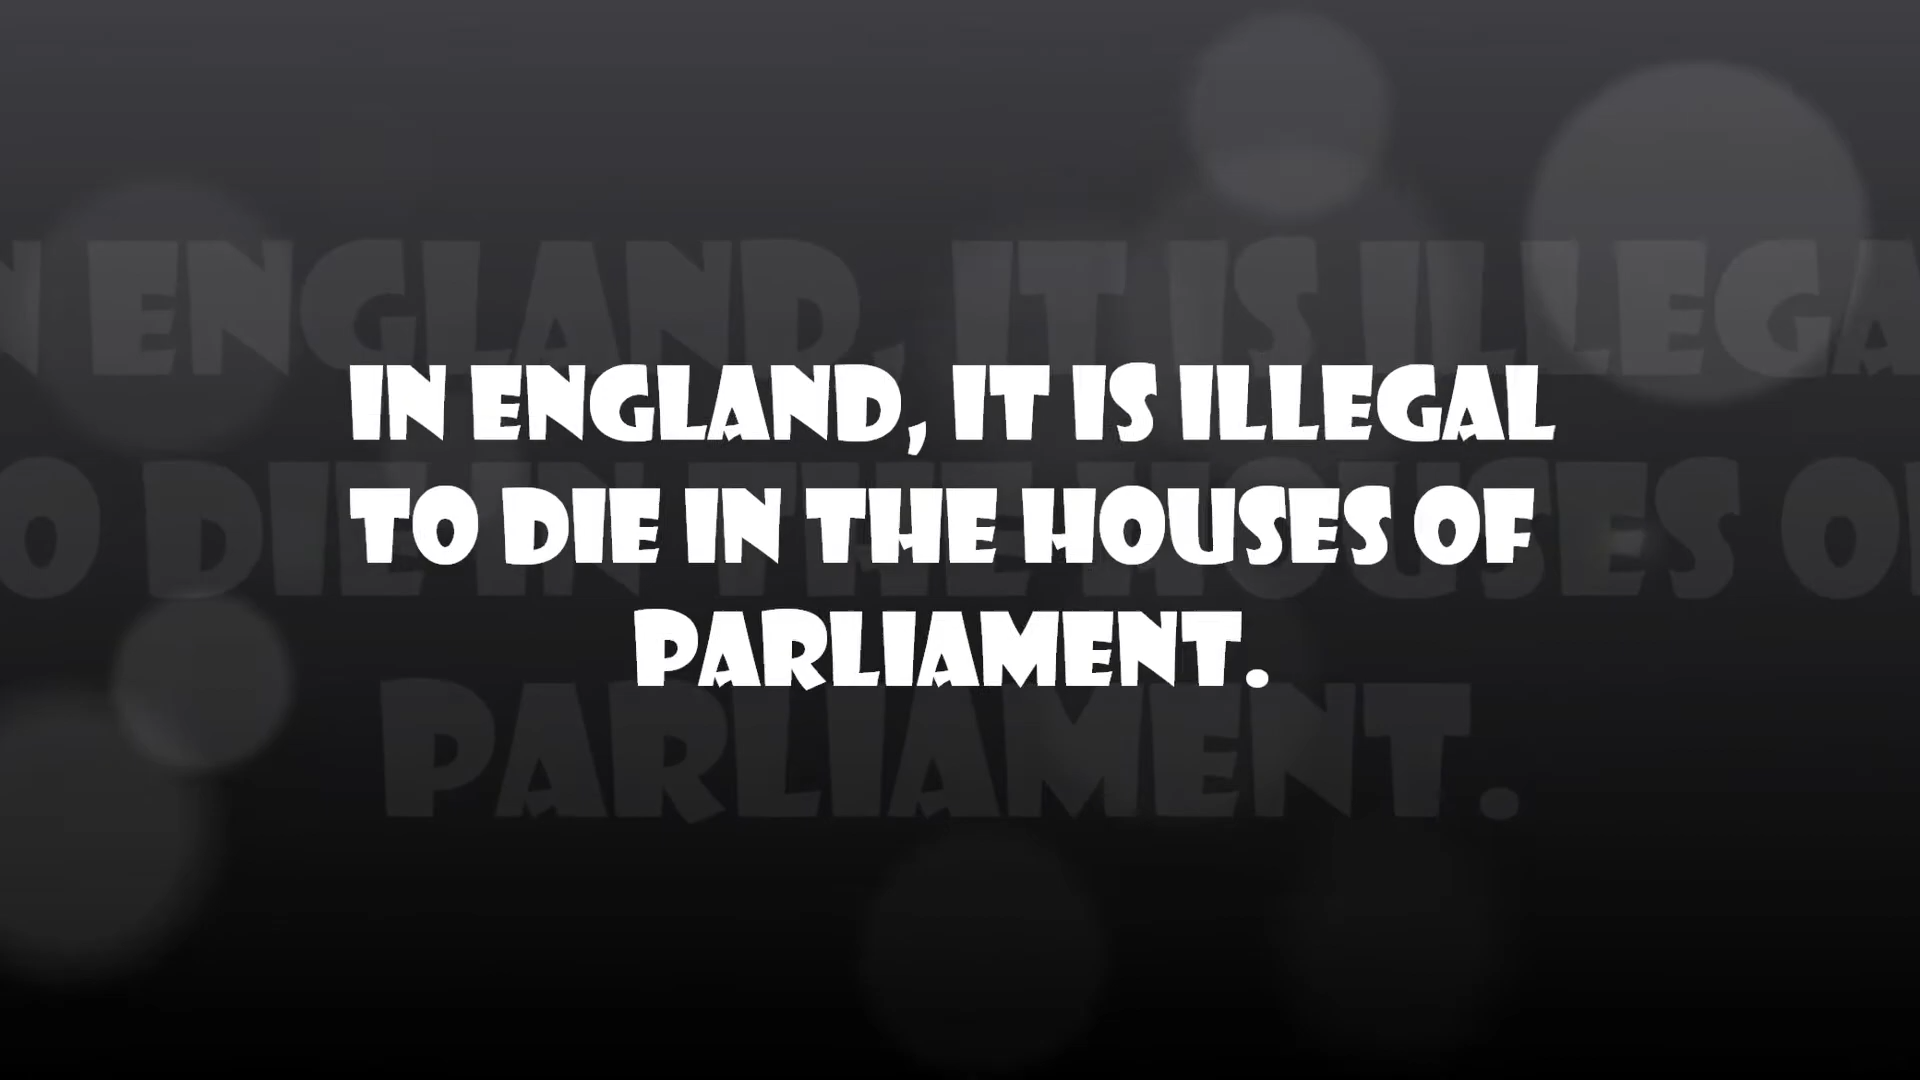 IN ENGLAND, IT IS ILLEGAL
TO DIE IN THE HOUSES OF
PARLIAMENT.